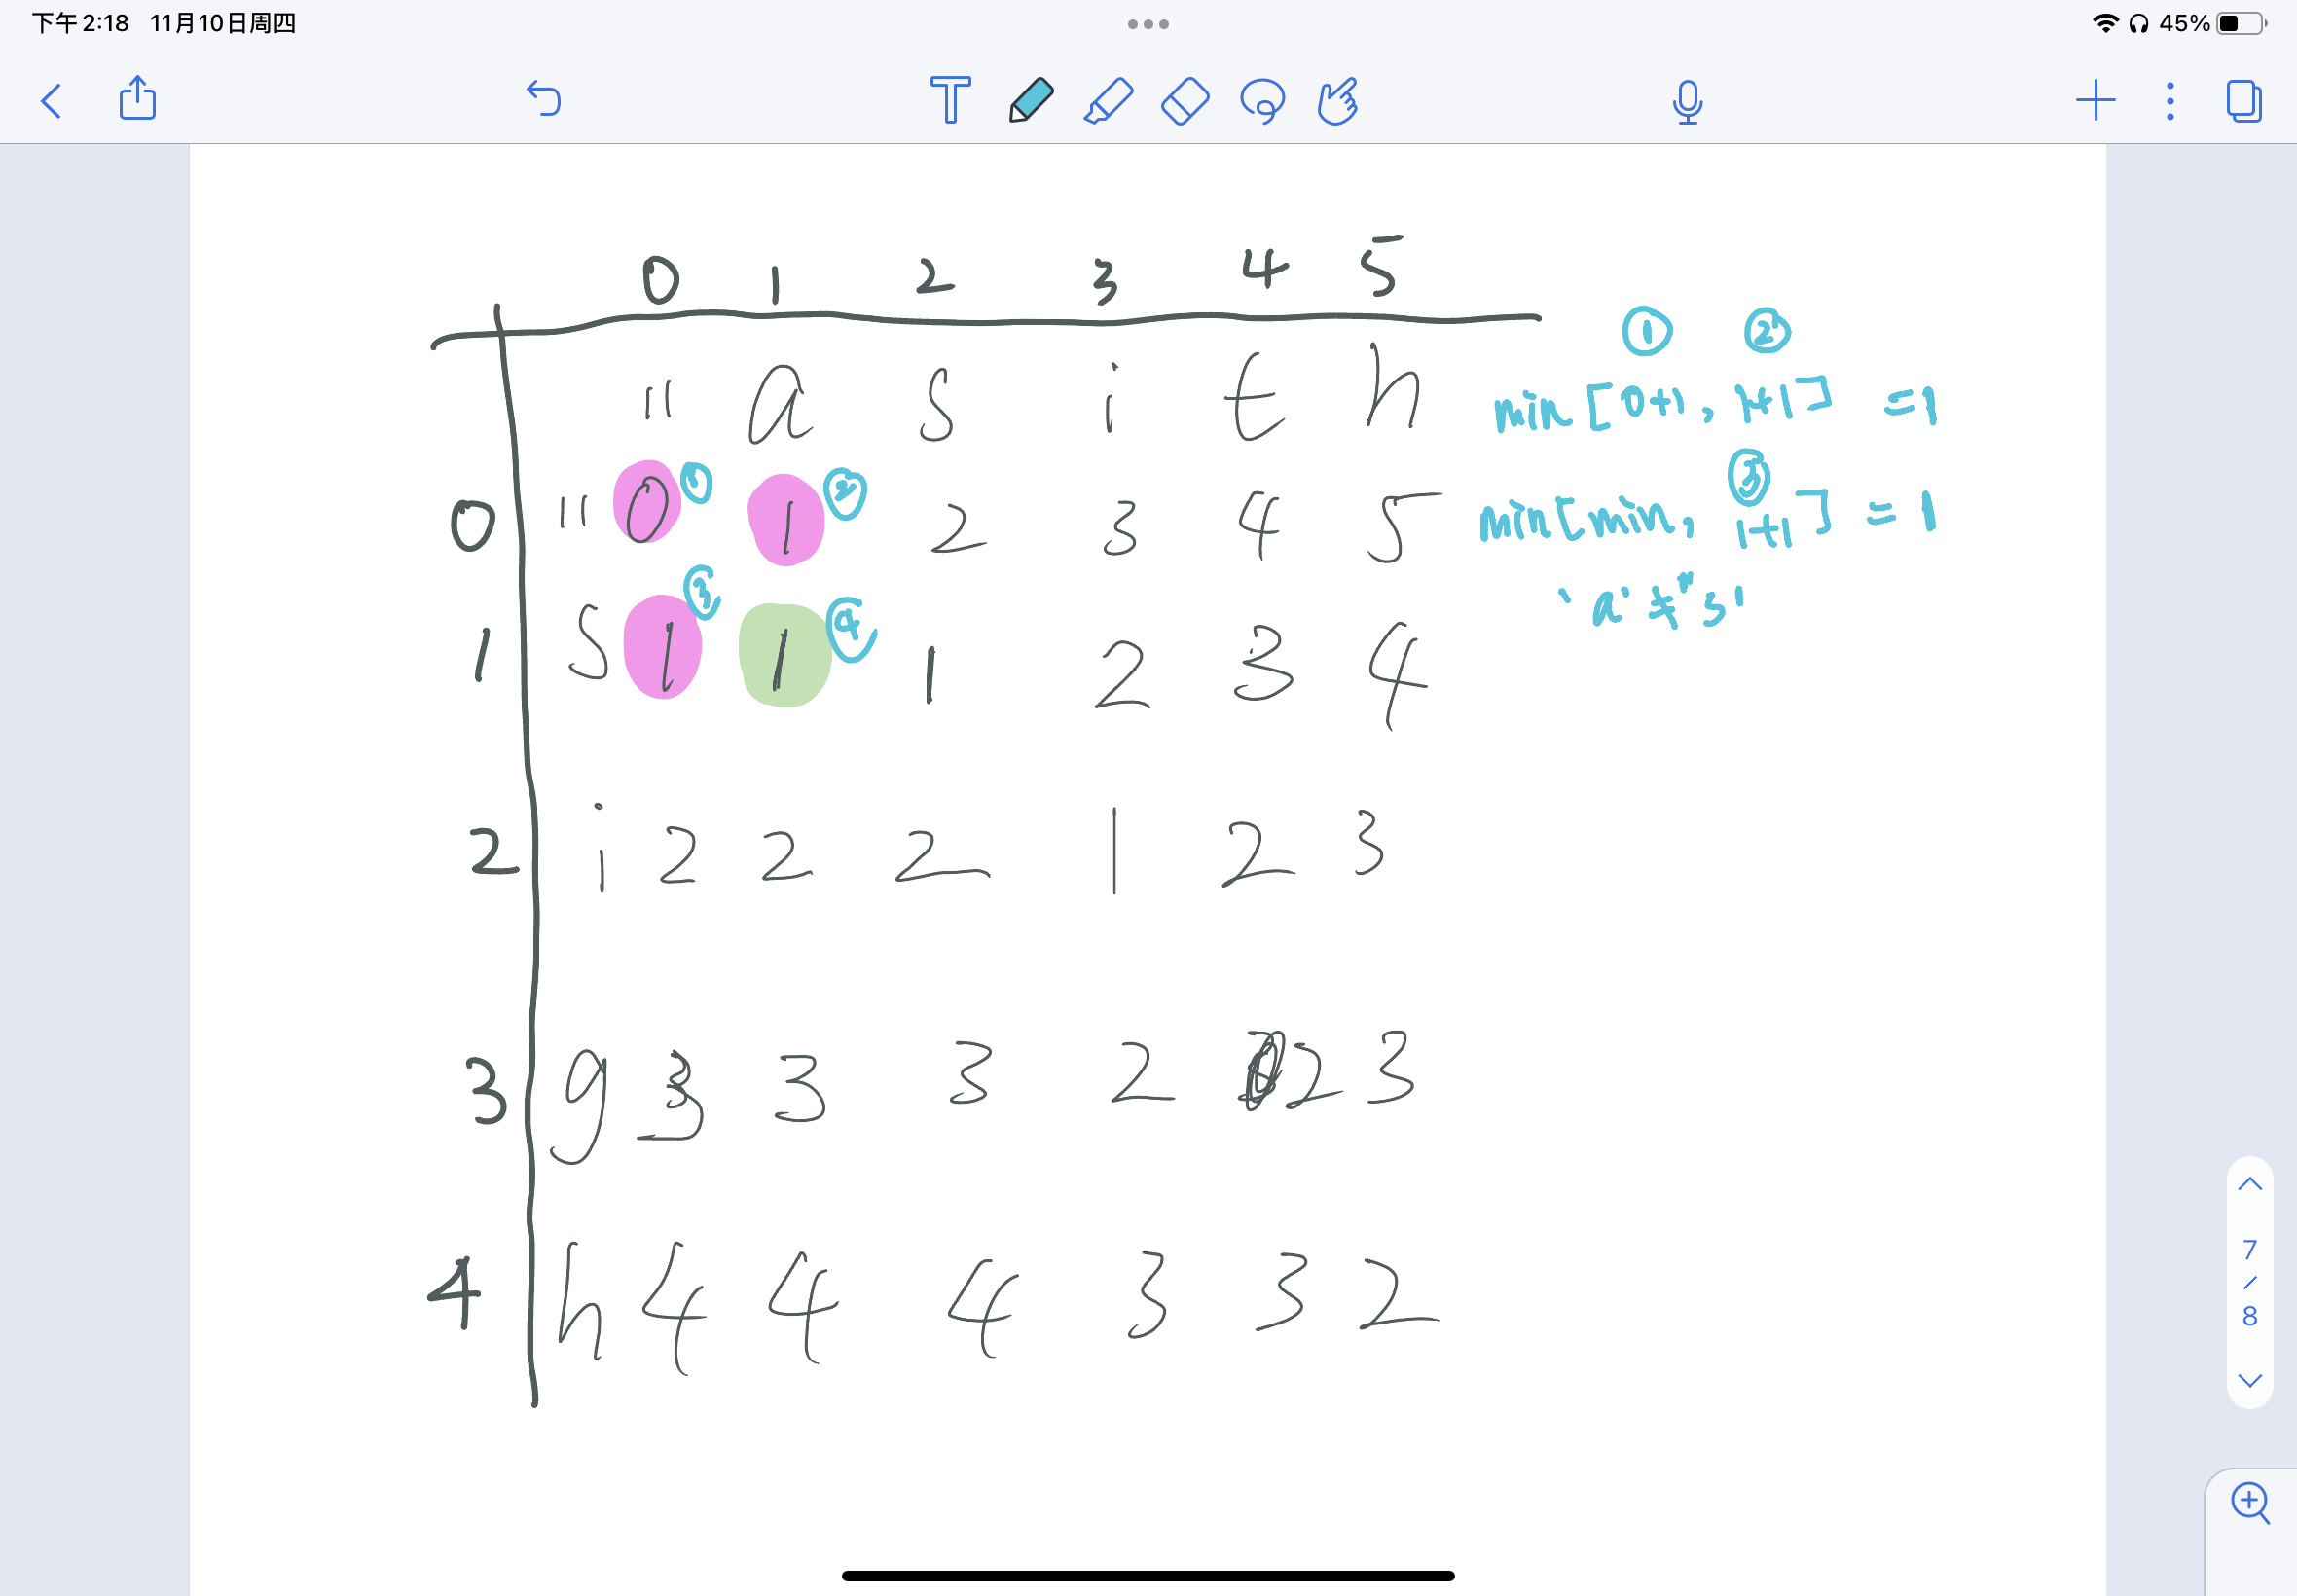 下午2:18 11月10日周四
45%
0 1 2 3 4 5
① ②
" a s i t h min [0+1, 1+1] = 1
③
0 " 0 ① 1 ② 2 3 4 5 min[min, 1+1] = 1
'a' ≠ 's'
1 s 1 ③ 1 ④ 1 2 3 4
2 i 2 2 2 1 2 3
3 g 3 3 3 2 2 3
4 h 4 4 4 3 3 2
7
/
8